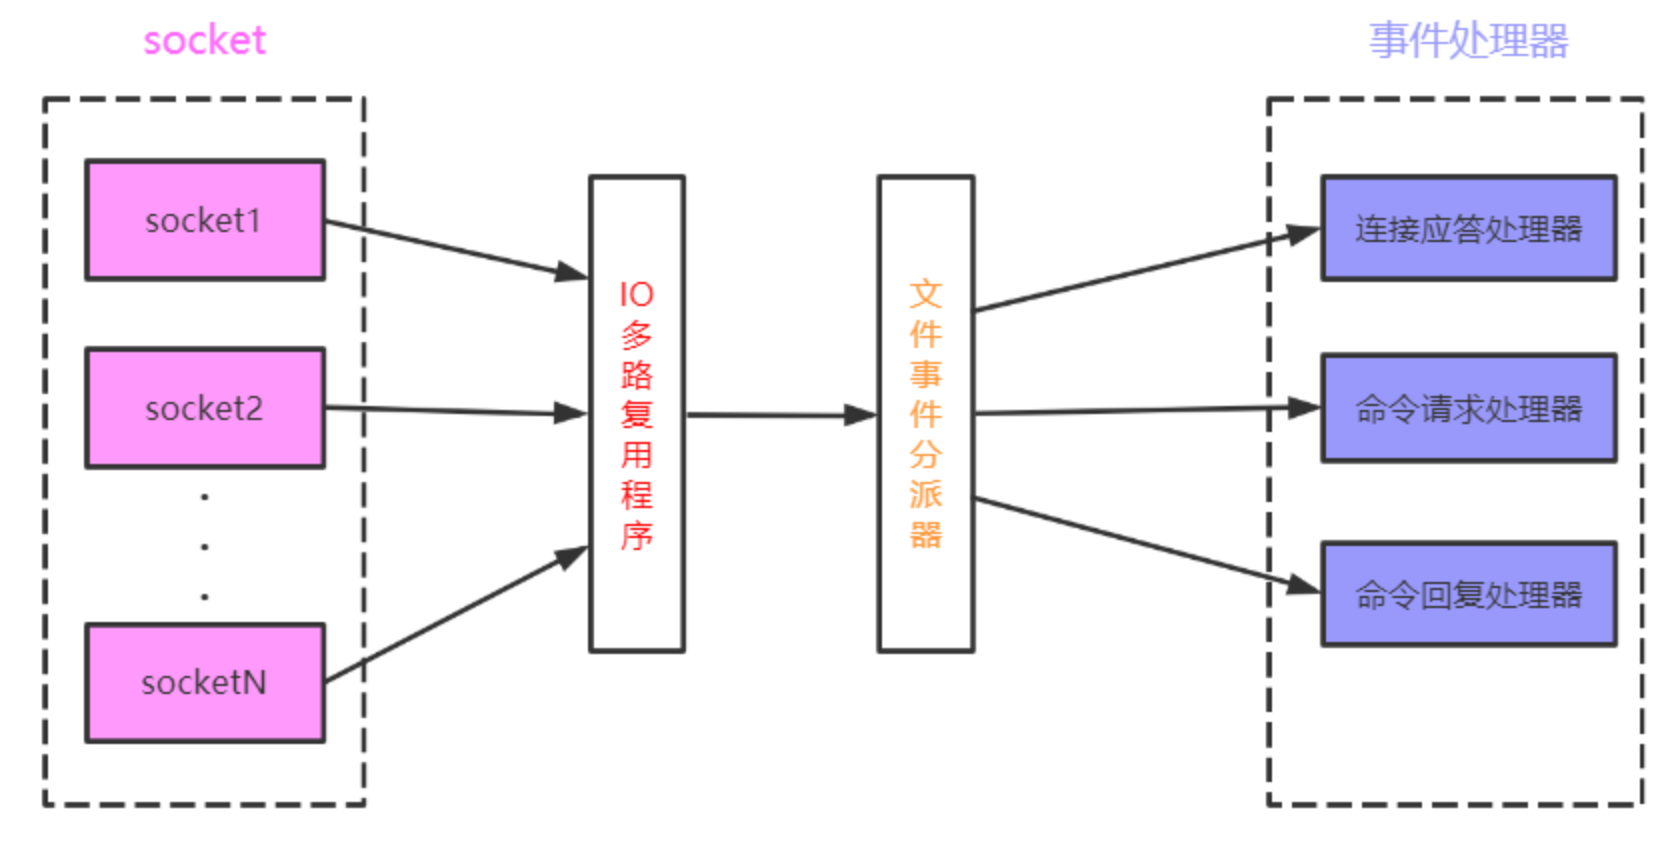 socket
事件处理器
socket1
socket2
socketN
IO
多
路
复
用
程
序
文
件
事
件
分
派
器
连接应答处理器
命令请求处理器
命令回复处理器